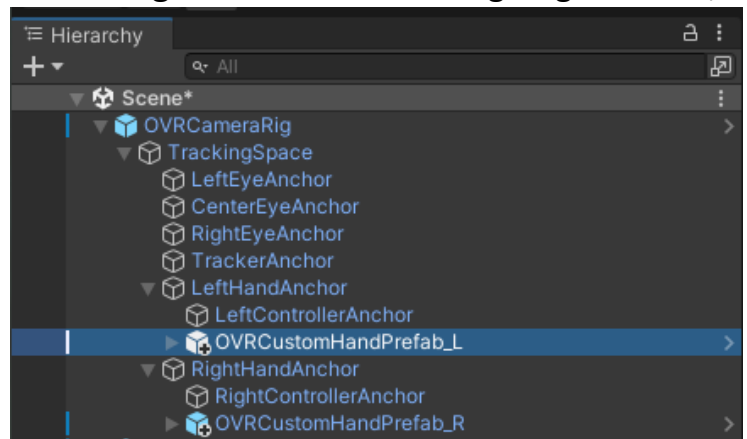 Hierarchy
All
Scene*
OVRCameraRig
TrackingSpace
LeftEyeAnchor
CenterEyeAnchor
RightEyeAnchor
TrackerAnchor
LeftHandAnchor
LeftControllerAnchor
OVRCustomHandPrefab_L
RightHandAnchor
RightControllerAnchor
OVRCustomHandPrefab_R